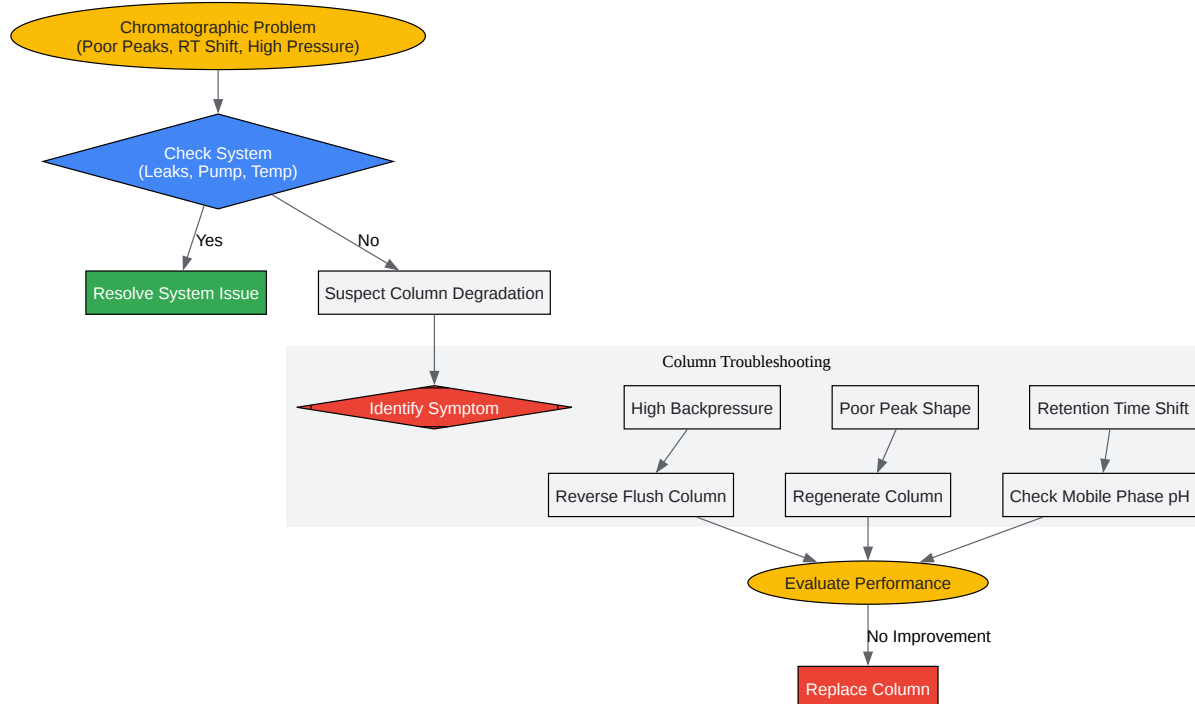 Chromatographic Problem
(Poor Peaks, RT Shift, High Pressure)
Check System
(Leaks, Pump, Temp)
Yes
No
Resolve System Issue
Suspect Column Degradation
Column Troubleshooting
Identify Symptom
High Backpressure
Poor Peak Shape
Retention Time Shift
Reverse Flush Column
Regenerate Column
Check Mobile Phase pH
Evaluate Performance
No Improvement
Replace Column